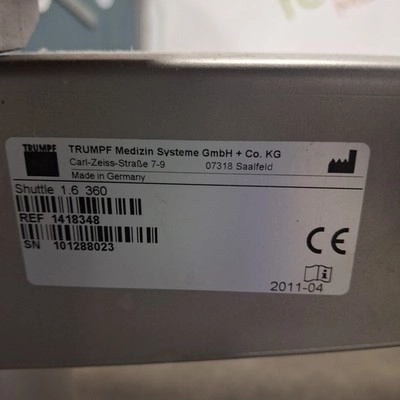 TRUMPF
TRUMPF Medizin Systeme GmbH + Co. KG
Carl-Zeiss-Straße 7-9 07318 Saalfeld
Made in Germany
Shuttle 1.6 360
REF 1418348
SN 101288023
CE
2011-04